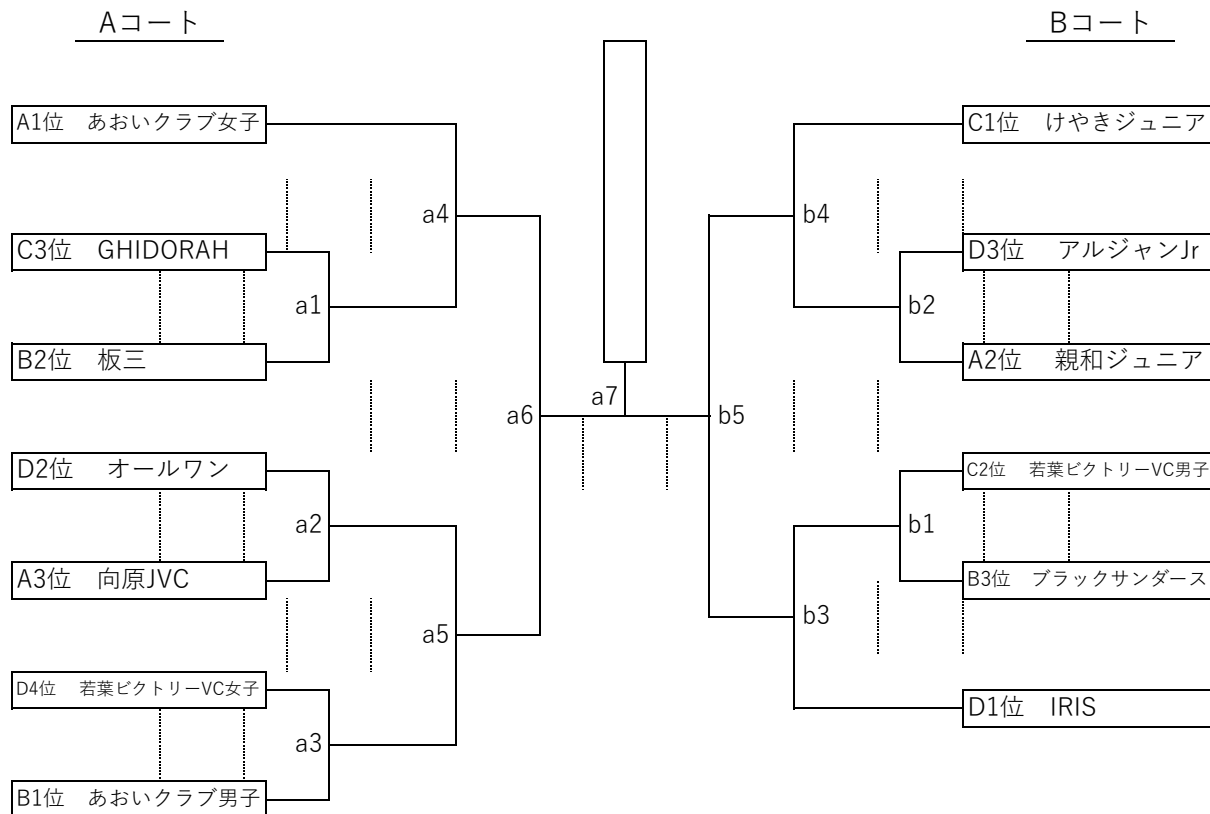 Aコート
Bコート
A1位 あおいクラブ女子
C1位 けやきジュニア
a4
b4
C3位 GHIDORAH
D3位 アルジャンJr
a1
b2
B2位 板三
A2位 親和ジュニア
a7
a6
b5
D2位 オールワン
C2位 若葉ビクトリーVC男子
a2
b1
A3位 向原JVC
B3位 ブラックサンダース
a5
b3
D4位 若葉ビクトリーVC女子
D1位 IRIS
a3
B1位 あおいクラブ男子